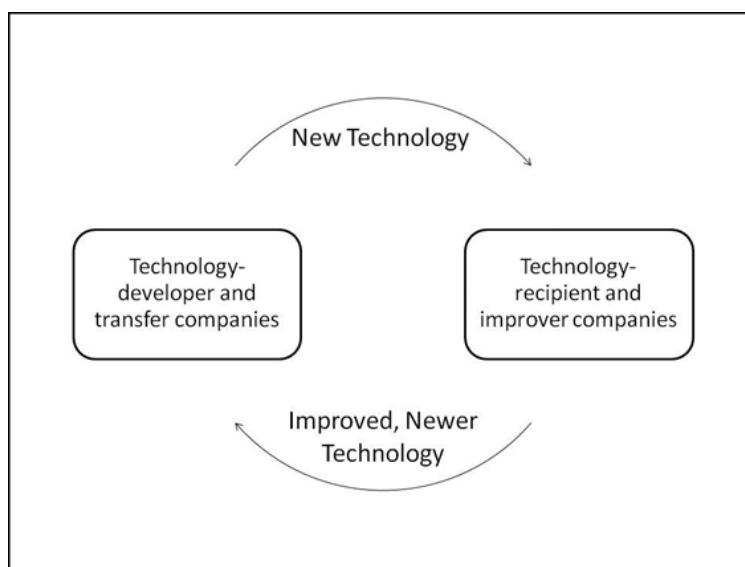 New Technology
Technology-
developer and
transfer companies
Technology-
recipient and
improver companies
Improved, Newer
Technology